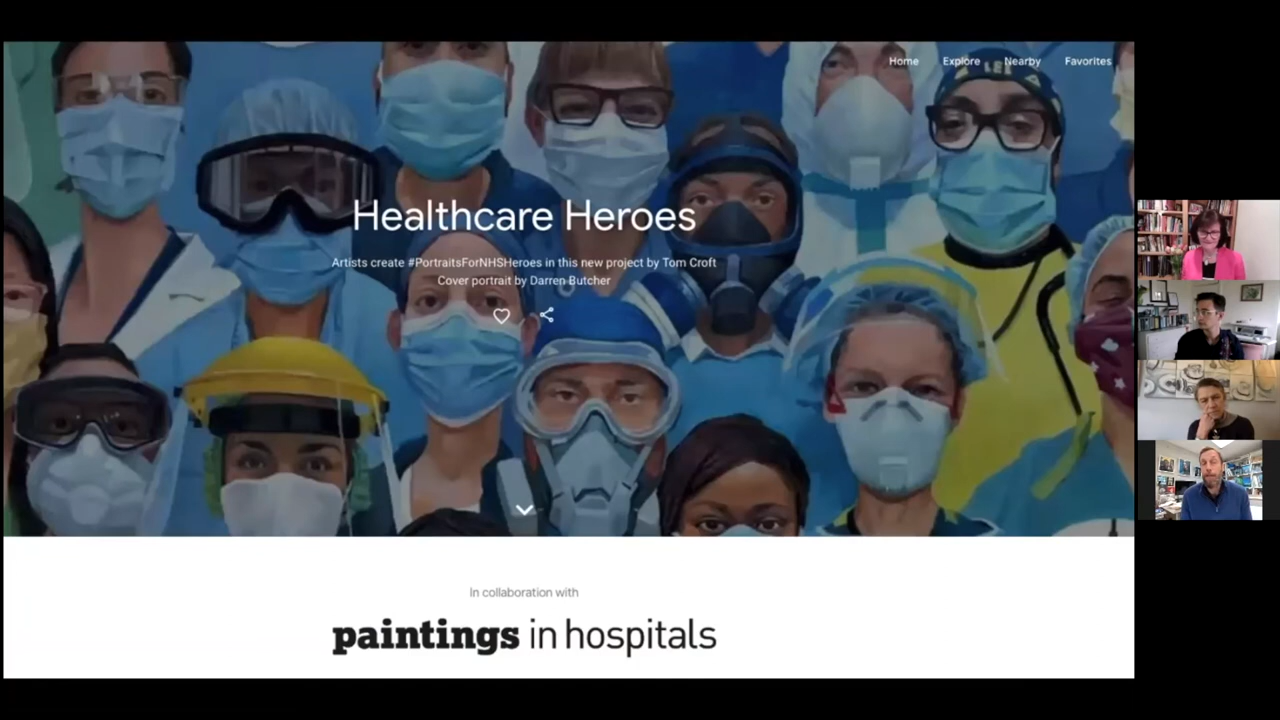 Home Explore Nearby Favorites
Healthcare Heroes
Artists create #PortraitsForNHSHeroes in this new project by Tom Croft
Cover portrait by Darren Butcher
In collaboration with
paintings in hospitals